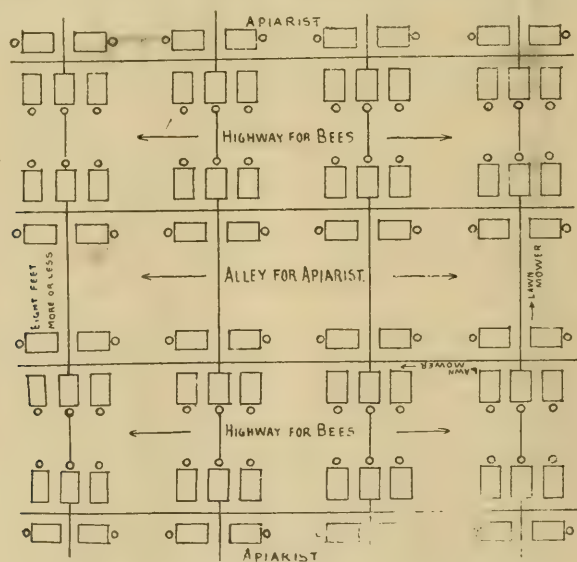 APIARIST
HIGHWAY FOR BEES
ALLEY FOR APIARIST.
EIGHT FEET
MORE OR LESS
LAWN
MOWER
LAWN
MOWER
HIGHWAY FOR BEES
APIARIST